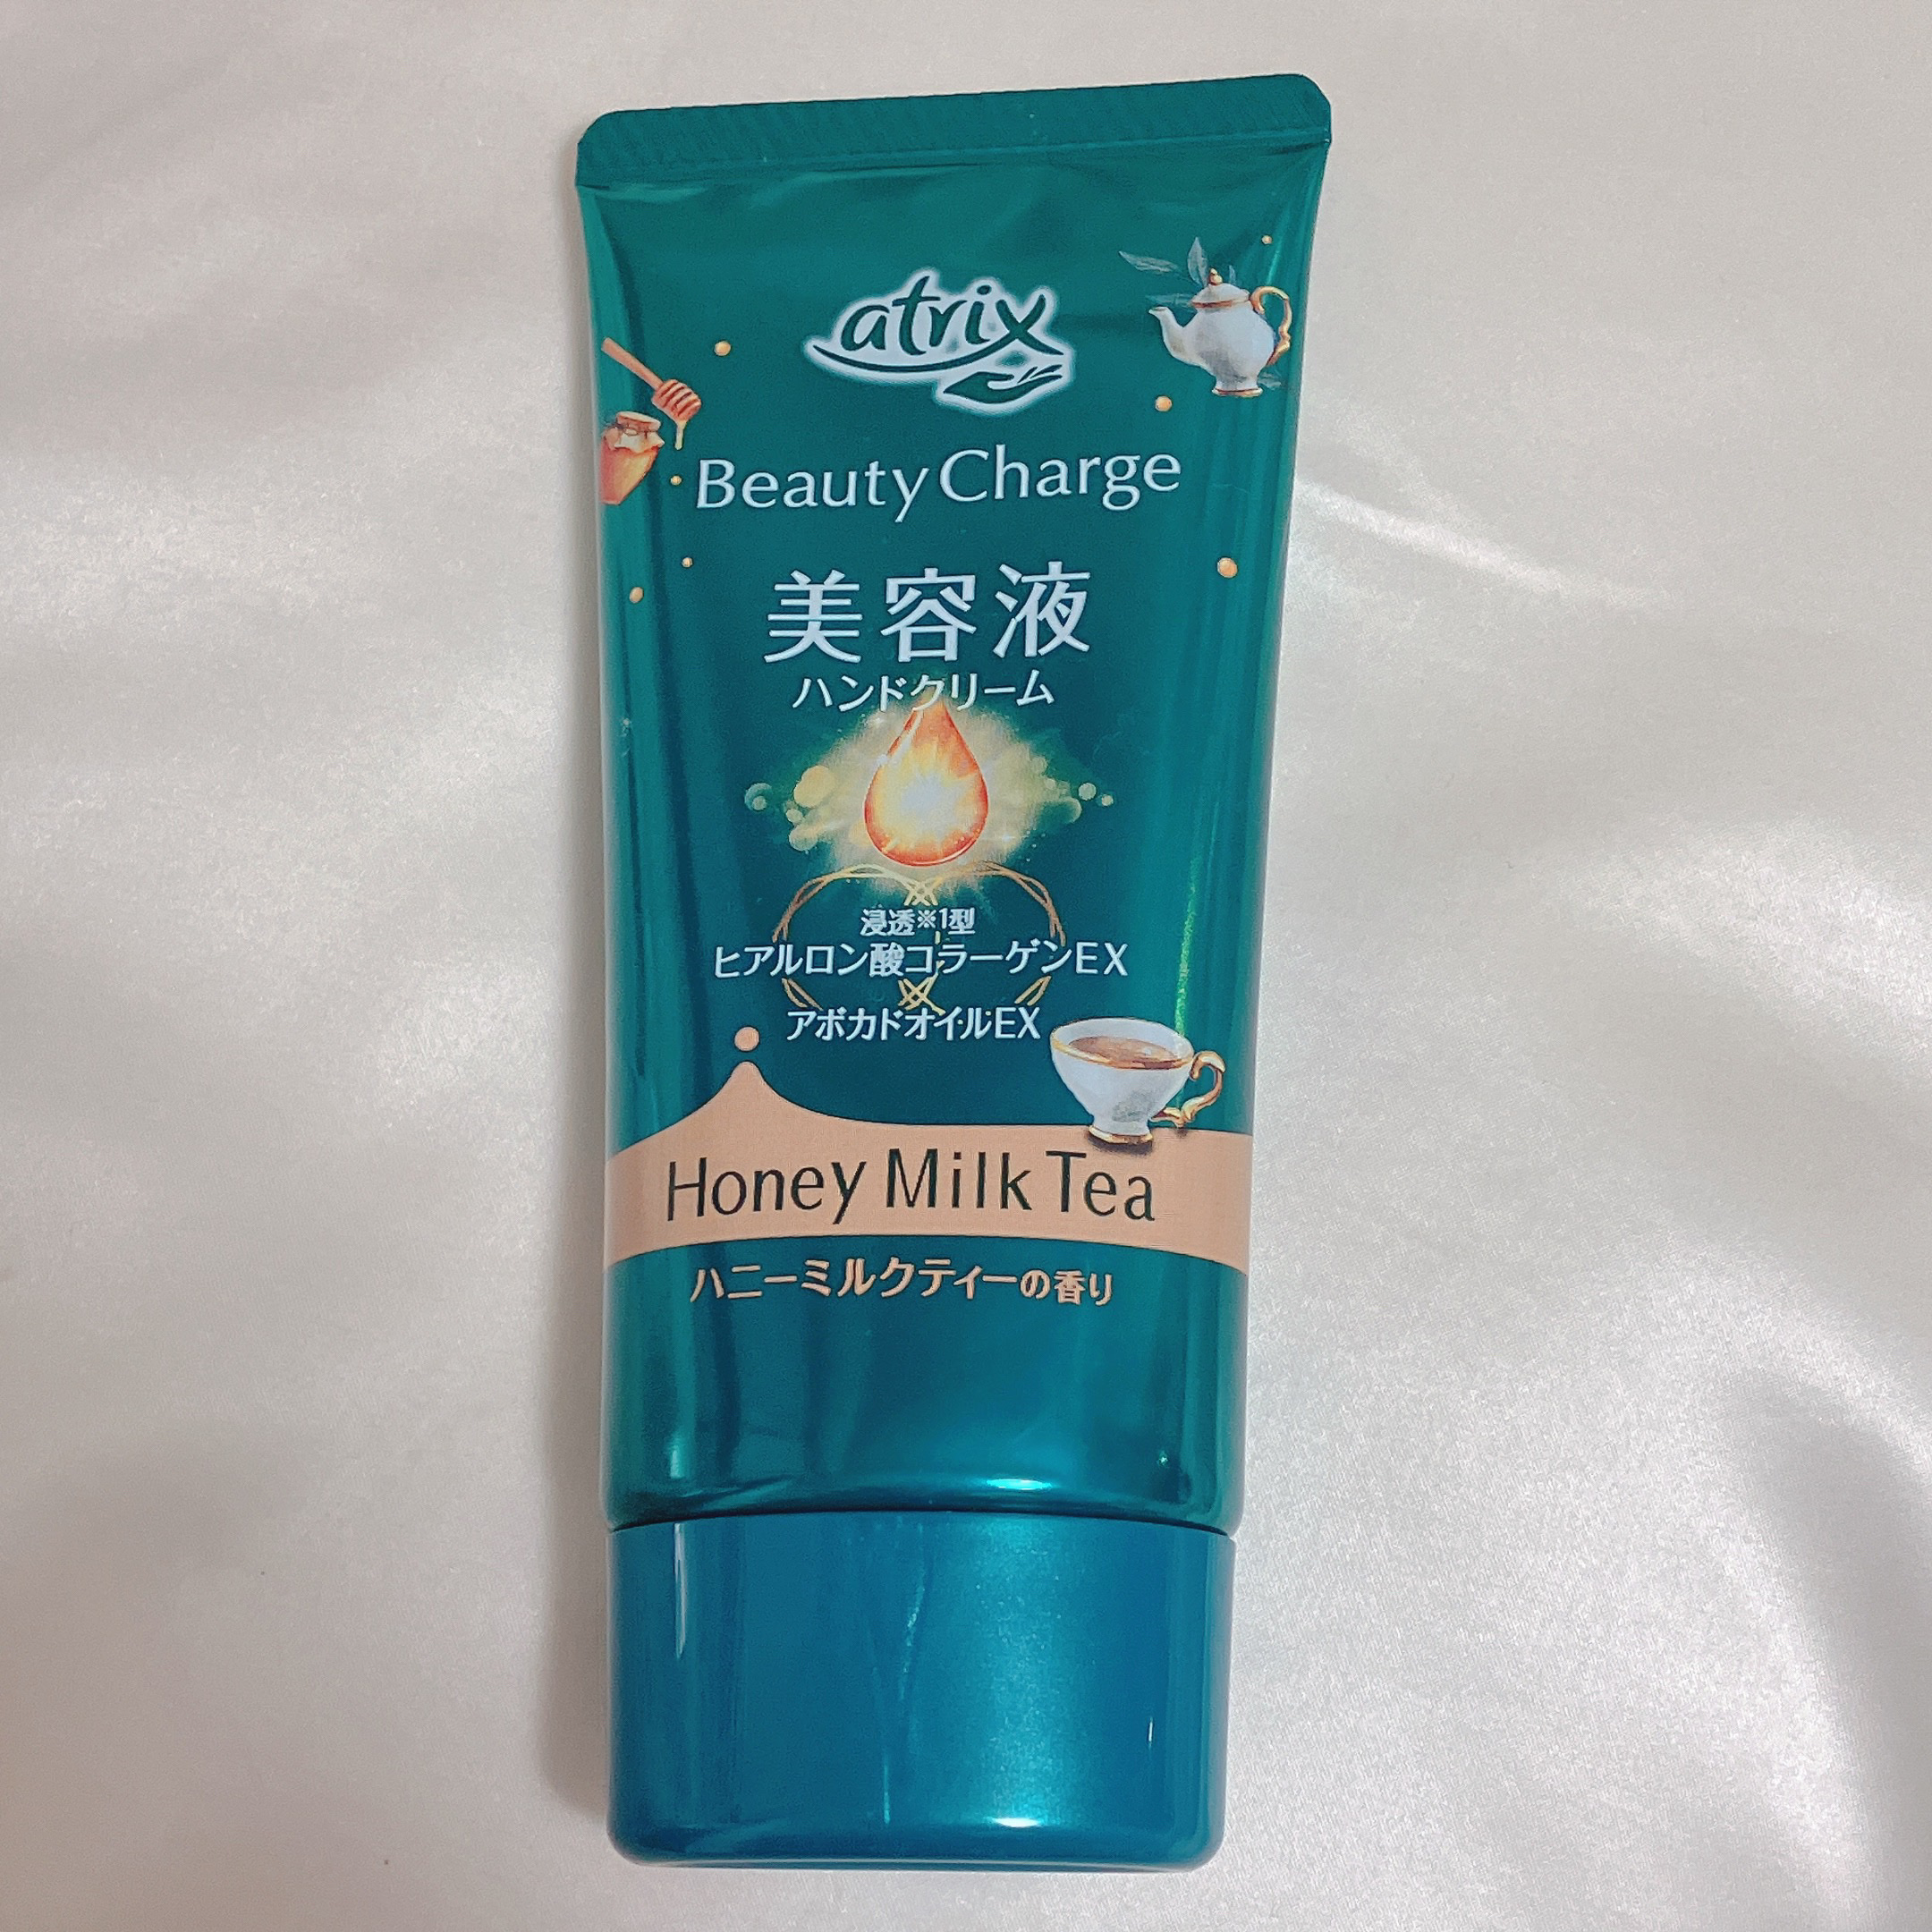 atrix
Beauty Charge
美容液
ハンドクリーム
浸透※1型
ヒアルロン酸コラーゲンEX
×
アボカドオイルEX
Honey Milk Tea
ハニーミルクティーの香り